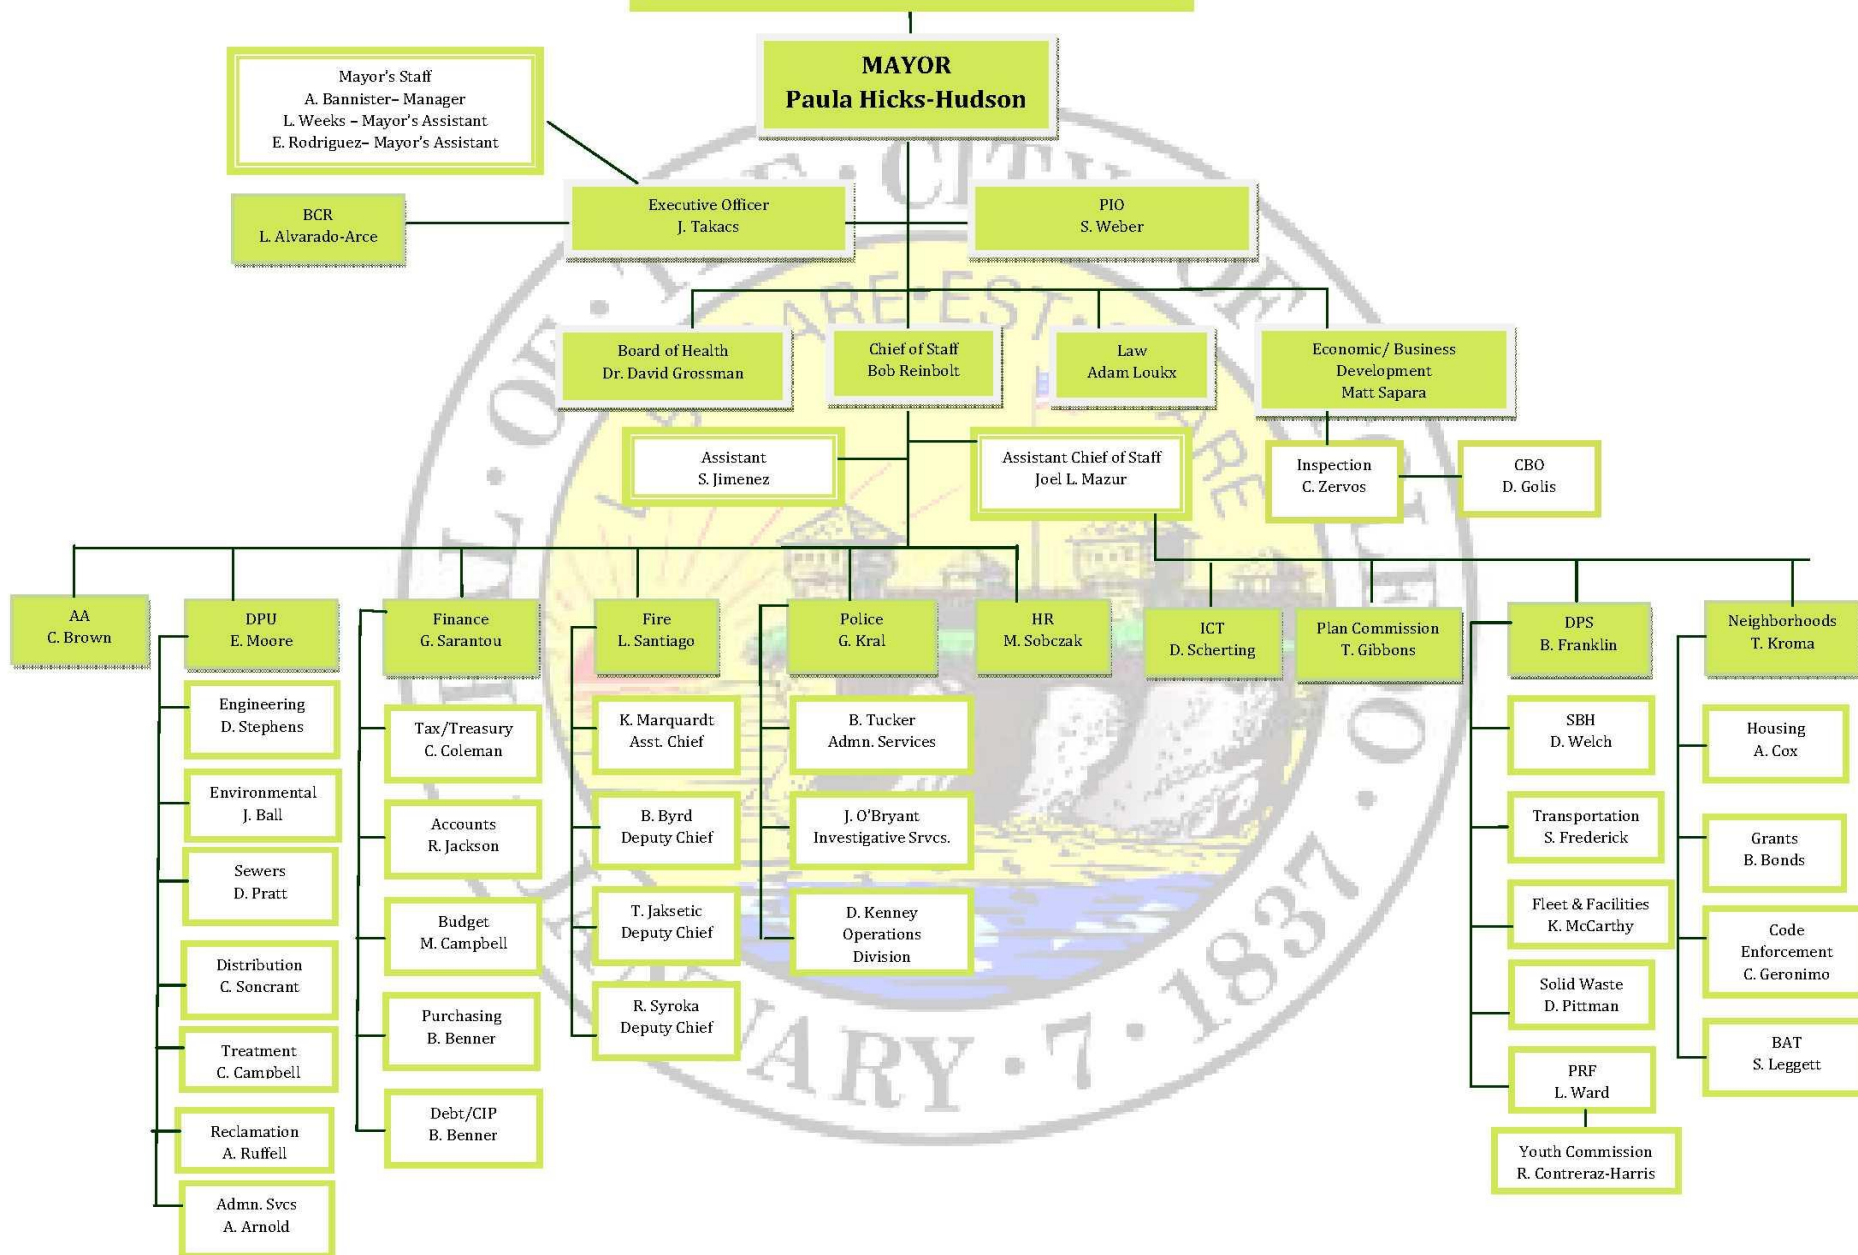 MAYOR
Paula Hicks-Hudson
Mayor's Staff
A. Bannister– Manager
L. Weeks – Mayor's Assistant
E. Rodriguez– Mayor's Assistant
BCR
L. Alvarado-Arce
Executive Officer
J. Takacs
PIO
S. Weber
Board of Health
Dr. David Grossman
Chief of Staff
Bob Reinbolt
Law
Adam Loukx
Economic/ Business
Development
Matt Sapara
Assistant
S. Jimenez
Assistant Chief of Staff
Joel L. Mazur
Inspection
C. Zervos
CBO
D. Golis
AA
C. Brown
DPU
E. Moore
Finance
G. Sarantou
Fire
L. Santiago
Police
G. Kral
HR
M. Sobczak
ICT
D. Scherting
Plan Commission
T. Gibbons
DPS
B. Franklin
Neighborhoods
T. Kroma
Engineering
D. Stephens
Environmental
J. Ball
Sewers
D. Pratt
Distribution
C. Soncrant
Treatment
C. Campbell
Reclamation
A. Ruffell
Admn. Svcs
A. Arnold
Tax/Treasury
C. Coleman
Accounts
R. Jackson
Budget
M. Campbell
Purchasing
B. Benner
Debt/CIP
B. Benner
K. Marquardt
Asst. Chief
B. Byrd
Deputy Chief
T. Jaksetic
Deputy Chief
R. Syroka
Deputy Chief
B. Tucker
Admn. Services
J. O'Bryant
Investigative Srvcs.
D. Kenney
Operations
Division
SBH
D. Welch
Transportation
S. Frederick
Fleet & Facilities
K. McCarthy
Solid Waste
D. Pittman
PRF
L. Ward
Youth Commission
R. Contreraz-Harris
Housing
A. Cox
Grants
B. Bonds
Code
Enforcement
C. Geronimo
BAT
S. Leggett
7 · 1837